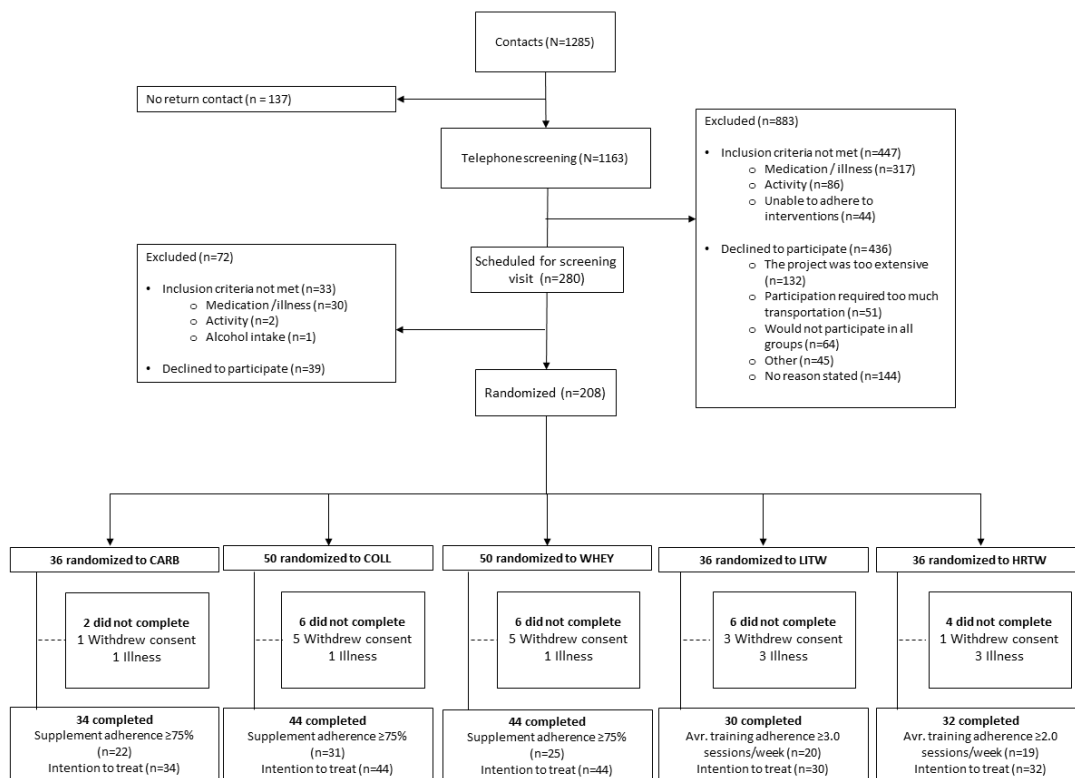 Contacts (N=1285)
No return contact (n = 137)
Telephone screening (N=1163)
Excluded (n=883)
• Inclusion criteria not met (n=447)
o Medication / illness (n=317)
o Activity (n=86)
o Unable to adhere to
interventions (n=44)
• Declined to participate (n=436)
o The project was too extensive
(n=132)
o Participation required too much
transportation (n=51)
o Would not participate in all
groups (n=64)
o Other (n=45)
o No reason stated (n=144)
Scheduled for screening
visit (n=280)
Excluded (n=72)
• Inclusion criteria not met (n=33)
o Medication /illness (n=30)
o Activity (n=2)
o Alcohol intake (n=1)
• Declined to participate (n=39)
Randomized (n=208)
36 randomized to CARB
2 did not complete
1 Withdrew consent
1 Illness
34 completed
Supplement adherence ≥75%
(n=22)
Intention to treat (n=34)
50 randomized to COLL
6 did not complete
5 Withdrew consent
1 Illness
44 completed
Supplement adherence ≥75%
(n=31)
Intention to treat (n=44)
50 randomized to WHEY
6 did not complete
5 Withdrew consent
1 Illness
44 completed
Supplement adherence ≥75%
(n=25)
Intention to treat (n=44)
36 randomized to LITW
6 did not complete
3 Withdrew consent
3 Illness
30 completed
Avr. training adherence ≥3.0
sessions/week (n=20)
Intention to treat (n=30)
36 randomized to HRTW
4 did not complete
1 Withdrew consent
3 Illness
32 completed
Avr. training adherence ≥2.0
sessions/week (n=19)
Intention to treat (n=32)